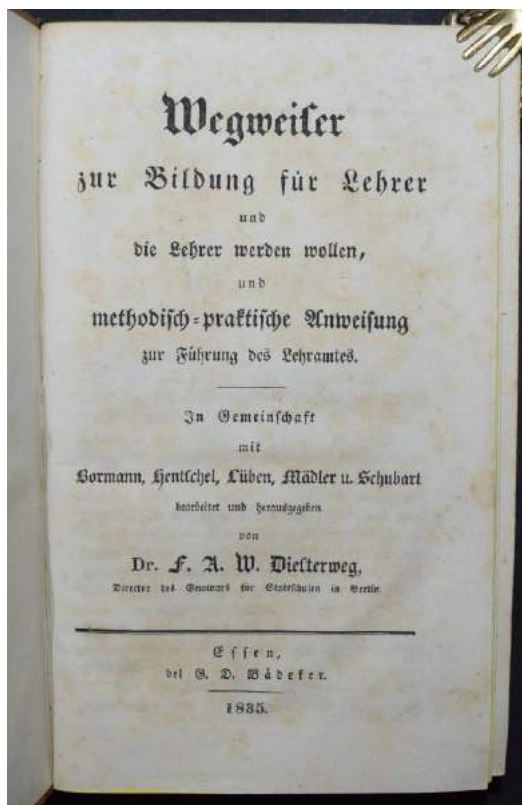 Wegweiser
zur Bildung für Lehrer
und
die Lehrer werden wollen,
und
methodisch-praktische Anweisung
zur Führung des Lehramtes.
In Gemeinschaft
mit
Bormann, Hentschel, Lüben, Mädler u. Schubart
bearbeitet und herausgegeben
von
Dr. F. A. W. Diesterweg,
Director des Seminars für Stadtschulen in Berlin.
Essen,
bei G. D. Bädeker.
1835.